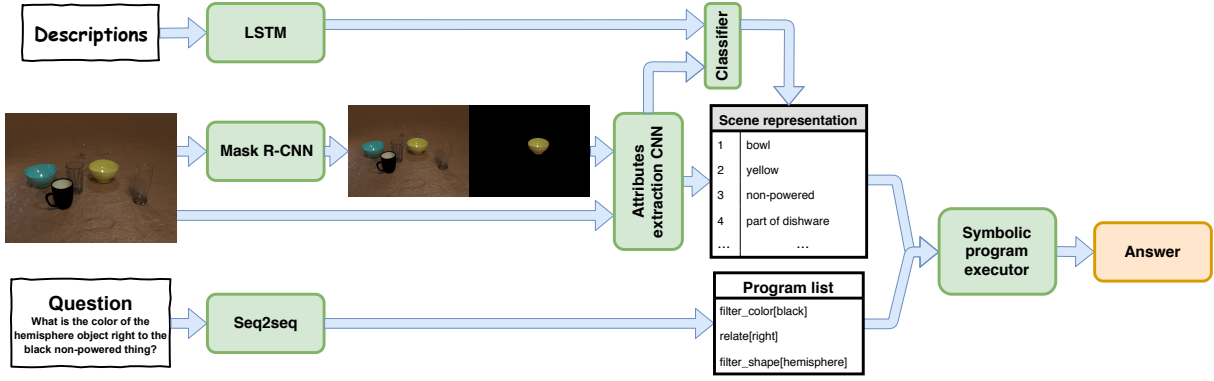 Descriptions
LSTM
Classifier
Mask R-CNN
Attributes
extraction CNN
Scene representation
1 bowl
2 yellow
3 non-powered
4 part of dishware
... ...
Symbolic
program
executor
Answer
Question
What is the color of the
hemisphere object right to the
black non-powered thing?
Seq2seq
Program list
filter_color[black]
relate[right]
filter_shape[hemisphere]